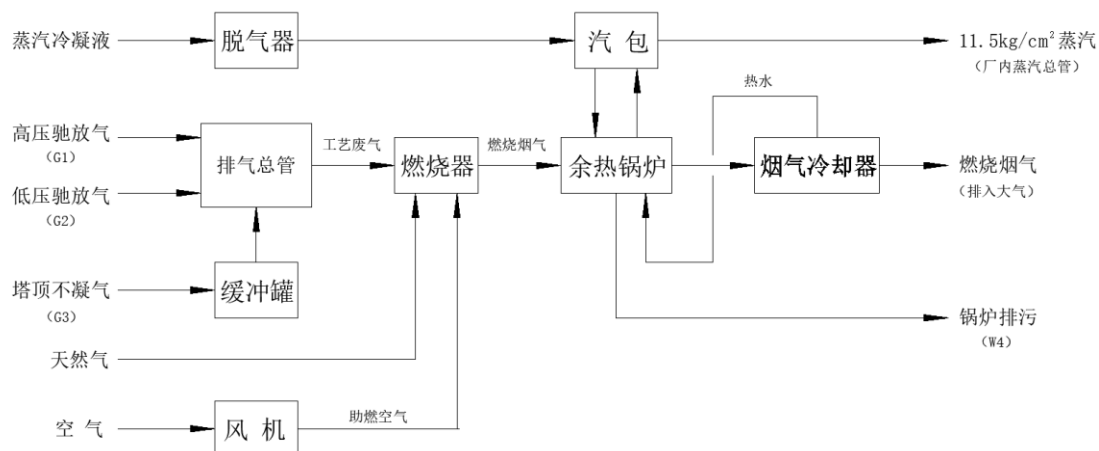 蒸汽冷凝液
脱气器
汽 包
11.5kg/cm²蒸汽
（厂内蒸汽总管）
热水
高压驰放气
（G1）
排气总管
工艺废气
燃烧器
燃烧烟气
余热锅炉
烟气冷却器
燃烧烟气
（排入大气）
低压驰放气
（G2）
塔顶不凝气
（G3）
缓冲罐
锅炉排污
（W4）
天然气
空 气
风 机
助燃空气